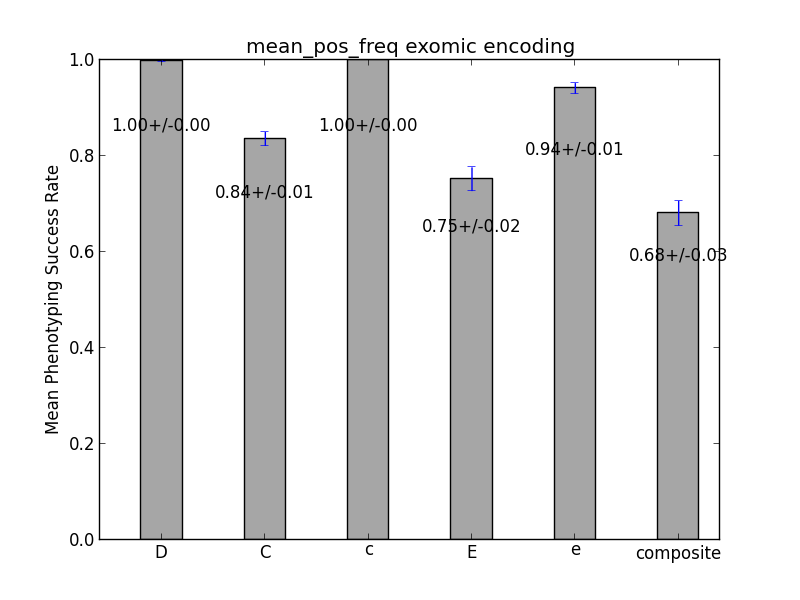 mean_pos_freq exomic encoding
Mean Phenotyping Success Rate
1.0
0.8
0.6
0.4
0.2
0.0
1.00+/-0.00
0.84+/-0.01
1.00+/-0.00
0.75+/-0.02
0.94+/-0.01
0.68+/-0.03
D
C
c
E
e
composite